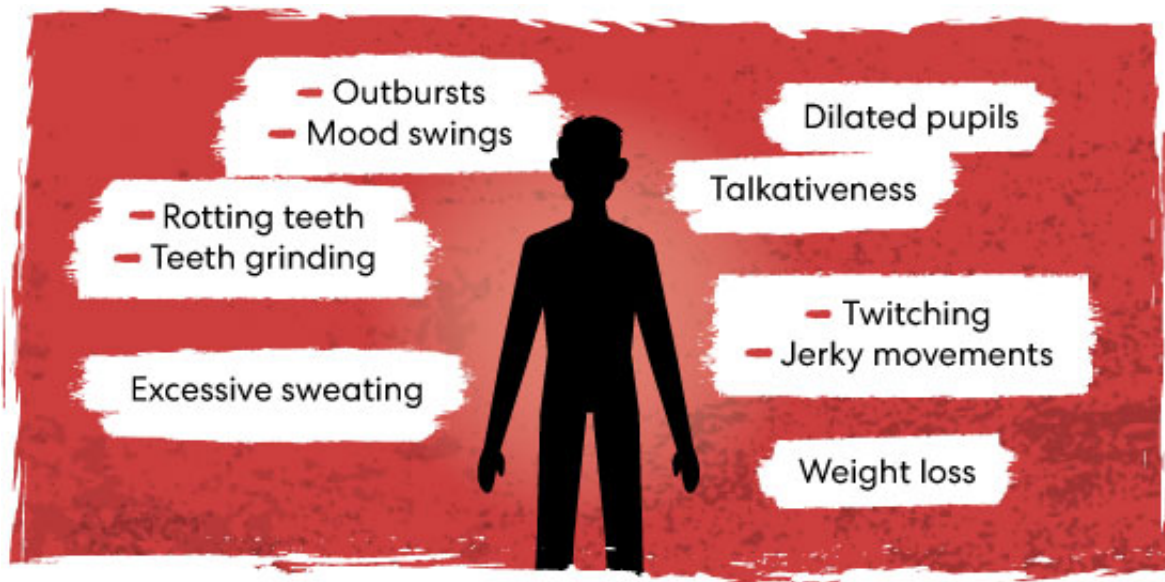 - Outbursts
- Mood swings
Dilated pupils
Talkativeness
- Rotting teeth
- Teeth grinding
- Twitching
- Jerky movements
Excessive sweating
Weight loss